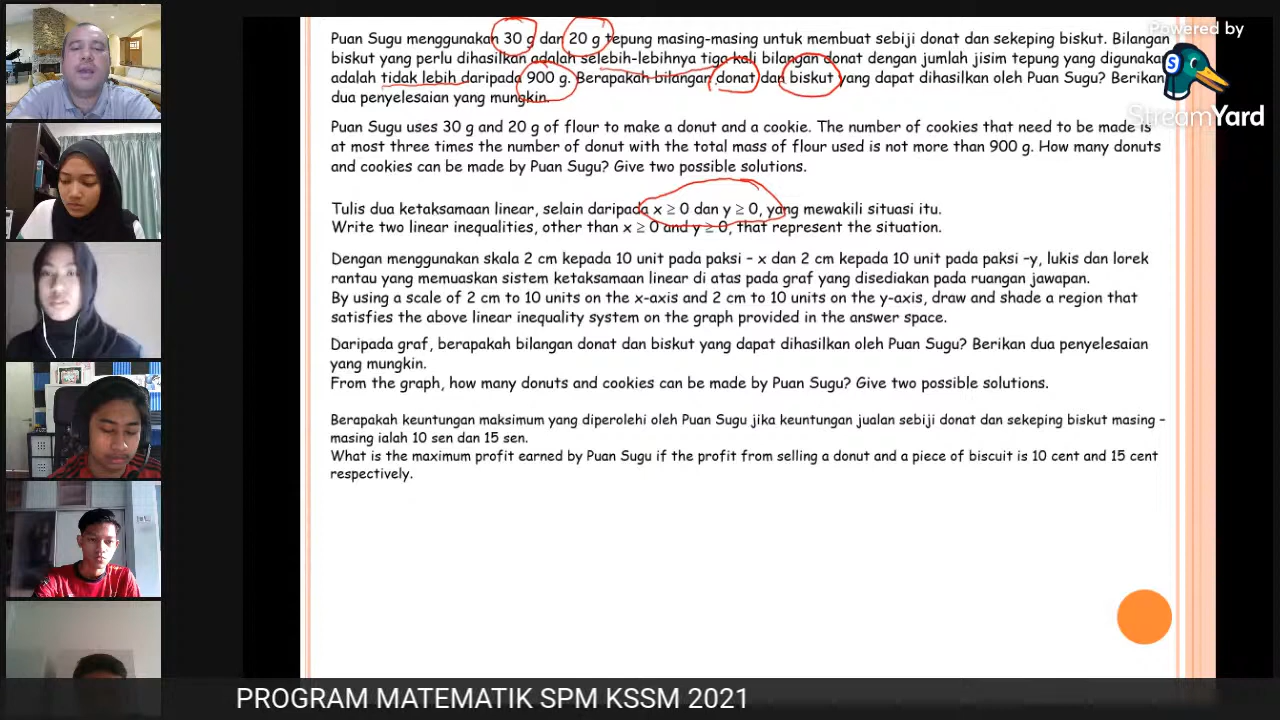 Puan Sugu menggunakan 30 g dan 20 g tepung masing-masing untuk membuat sebiji donat dan sekeping biskut. Bilangan
biskut yang perlu dihasilkan adalah selebih-lebihnya tiga kali bilangan donat dengan jumlah jisim tepung yang digunakan
adalah tidak lebih daripada 900 g. Berapakah bilangan donat dan biskut yang dapat dihasilkan oleh Puan Sugu? Berikan
dua penyelesaian yang mungkin.
Puan Sugu uses 30 g and 20 g of flour to make a donut and a cookie. The number of cookies that need to be made is
at most three times the number of donut with the total mass of flour used is not more than 900 g. How many donuts
and cookies can be made by Puan Sugu? Give two possible solutions.
Tulis dua ketaksamaan linear, selain daripada x ≥ 0 dan y ≥ 0, yang mewakili situasi itu.
Write two linear inequalities, other than x ≥ 0 and y ≥ 0, that represent the situation.
Dengan menggunakan skala 2 cm kepada 10 unit pada paksi – x dan 2 cm kepada 10 unit pada paksi –y, lukis dan lorek
rantau yang memuaskan sistem ketaksamaan linear di atas pada graf yang disediakan pada ruangan jawapan.
By using a scale of 2 cm to 10 units on the x-axis and 2 cm to 10 units on the y-axis, draw and shade a region that
satisfies the above linear inequality system on the graph provided in the answer space.
Daripada graf, berapakah bilangan donat dan biskut yang dapat dihasilkan oleh Puan Sugu? Berikan dua penyelesaian
yang mungkin.
From the graph, how many donuts and cookies can be made by Puan Sugu? Give two possible solutions.
Berapakah keuntungan maksimum yang diperolehi oleh Puan Sugu jika keuntungan jualan sebiji donat dan sekeping biskut masing –
masing ialah 10 sen dan 15 sen.
What is the maximum profit earned by Puan Sugu if the profit from selling a donut and a piece of biscuit is 10 cent and 15 cent
respectively.
Powered by
S
StreamYard
PROGRAM MATEMATIK SPM KSSM 2021